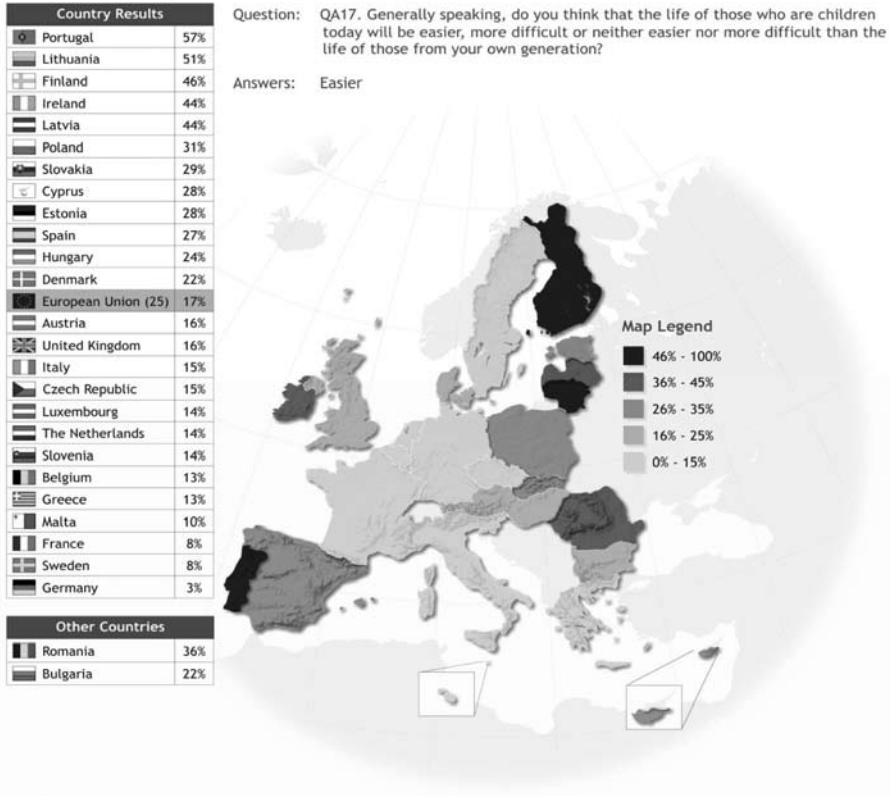 Country Results
Portugal 57%
Lithuania 51%
Finland 46%
Ireland 44%
Latvia 44%
Poland 31%
Slovakia 29%
Cyprus 28%
Estonia 28%
Spain 27%
Hungary 24%
Denmark 22%
European Union (25) 17%
Austria 16%
United Kingdom 16%
Italy 15%
Czech Republic 15%
Luxembourg 14%
The Netherlands 14%
Slovenia 14%
Belgium 13%
Greece 13%
Malta 10%
France 8%
Sweden 8%
Germany 3%
Other Countries
Romania 36%
Bulgaria 22%
Question: QA17. Generally speaking, do you think that the life of those who are children
today will be easier, more difficult or neither easier nor more difficult than the
life of those from your own generation?
Answers: Easier
Map Legend
46% - 100%
36% - 45%
26% - 35%
16% - 25%
0% - 15%